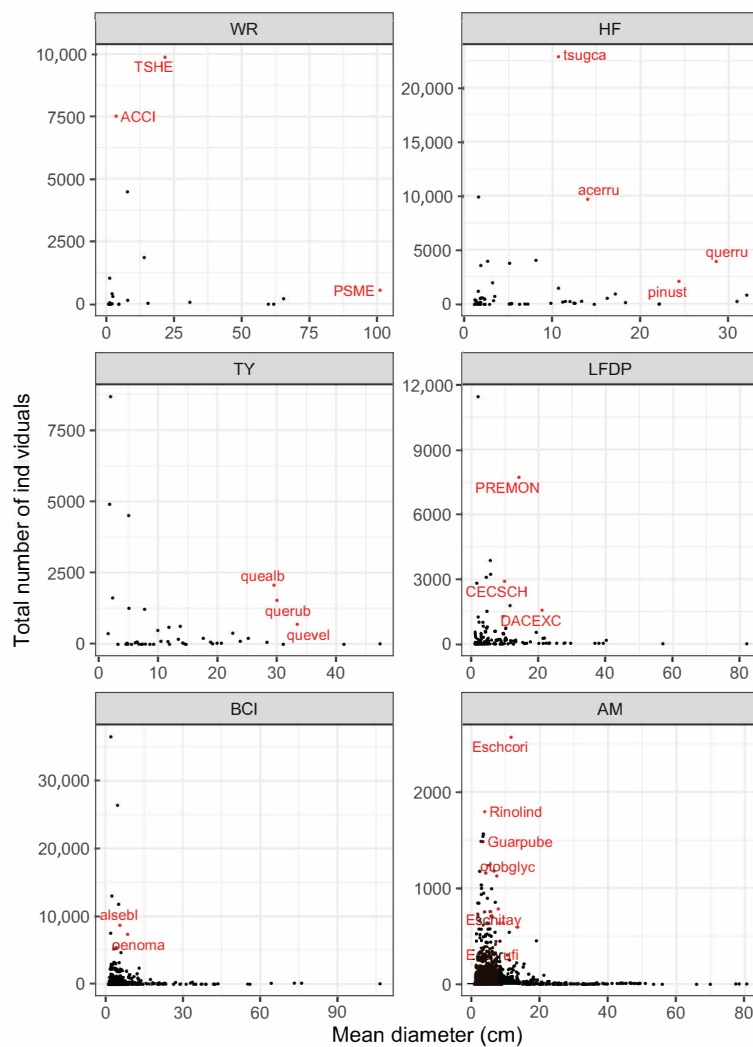 WR
HF
10,000
7500
5000
2500
0
TSHE
ACCI
PSME
0
25
50
75
100
20,000
15,000
10,000
5000
0
tsugca
acerru
querru
pinust
0
10
20
30
TY
LFDP
7500
5000
2500
0
quealb
querub
quevel
0
10
20
30
40
12,000
9000
6000
3000
0
PREMON
CECSCH
DACEXC
0
20
40
60
80
BCI
AM
30,000
20,000
10,000
0
alsebl
oenoma
0
30
60
90
2000
1000
0
Eschcori
Rinolind
Guarpube
otobglyc
Eschitay
0
20
40
60
80
Total number of ind viduals
Mean diameter (cm)